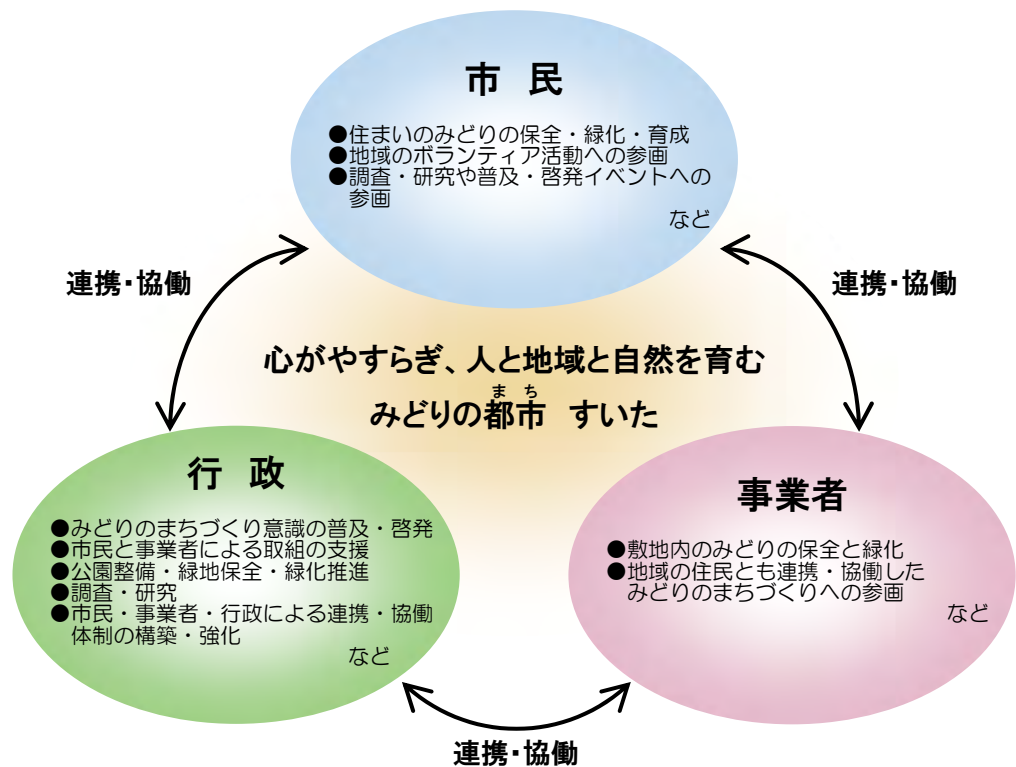 市 民
●住まいのみどりの保全・緑化・育成
●地域のボランティア活動への参画
●調査・研究や普及・啓発イベントへの
参画
など
連携・協働
連携・協働
心がやすらぎ、人と地域と自然を育む
まち
みどりの都市 すいた
行 政
●みどりのまちづくり意識の普及・啓発
●市民と事業者による取組の支援
●公園整備・緑地保全・緑化推進
●調査・研究
●市民・事業者・行政による連携・協働
体制の構築・強化
など
事業者
●敷地内のみどりの保全と緑化
●地域の住民とも連携・協働した
みどりのまちづくりへの参画
など
連携・協働